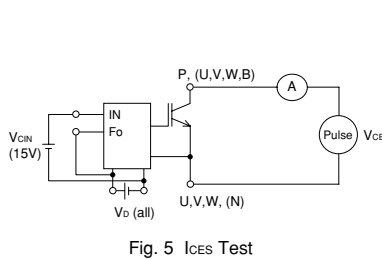 P, (U,V,W,B)
A
IN
Fo
VCIN
(15V)
Pulse
VCE
U,V,W, (N)
VD (all)
Fig. 5 ICES Test